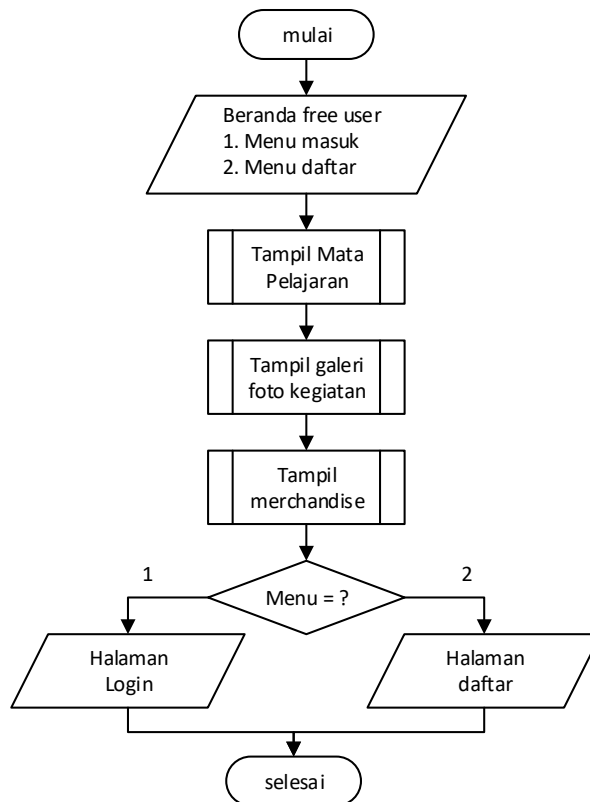 mulai
Beranda free user
1. Menu masuk
2. Menu daftar
Tampil Mata
Pelajaran
Tampil galeri
foto kegiatan
Tampil
merchandise
1
2
Menu = ?
Halaman
Login
Halaman
daftar
selesai